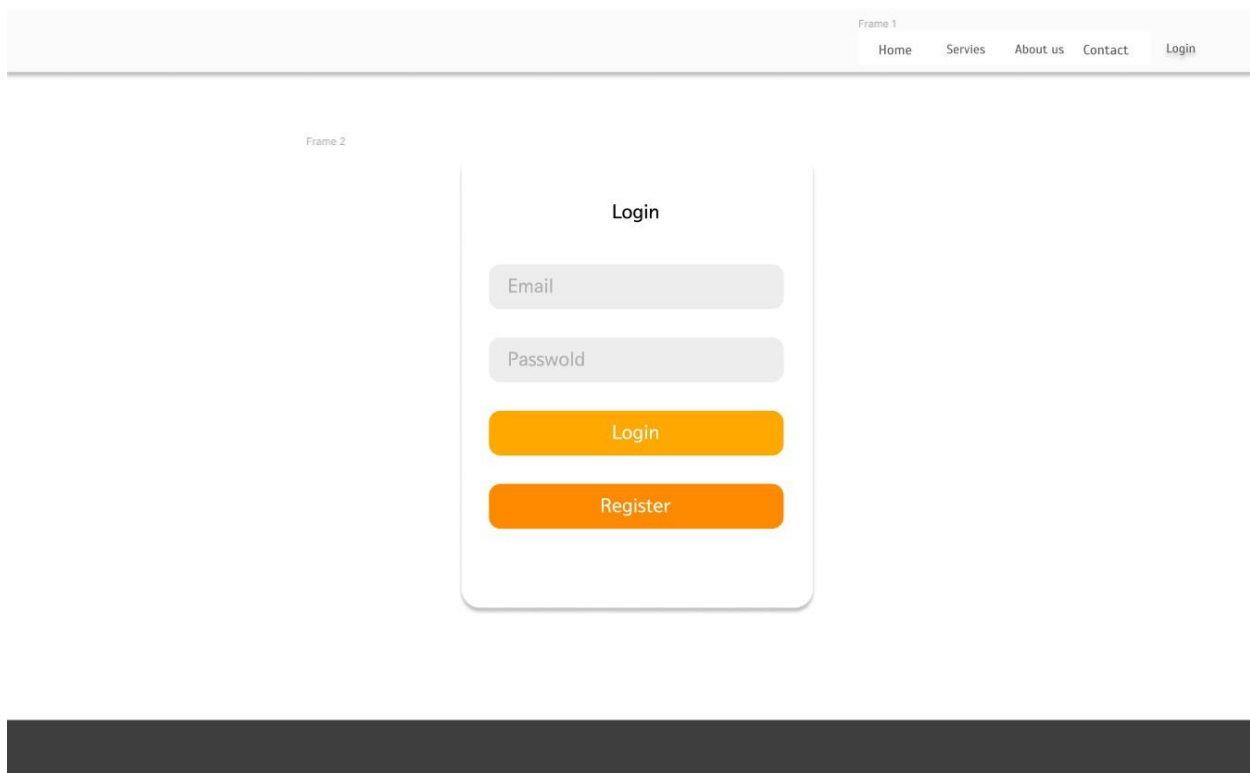 Frame 1
Home Servies About us Contact Login
Frame 2
Login
Email
Passwold
Login
Register